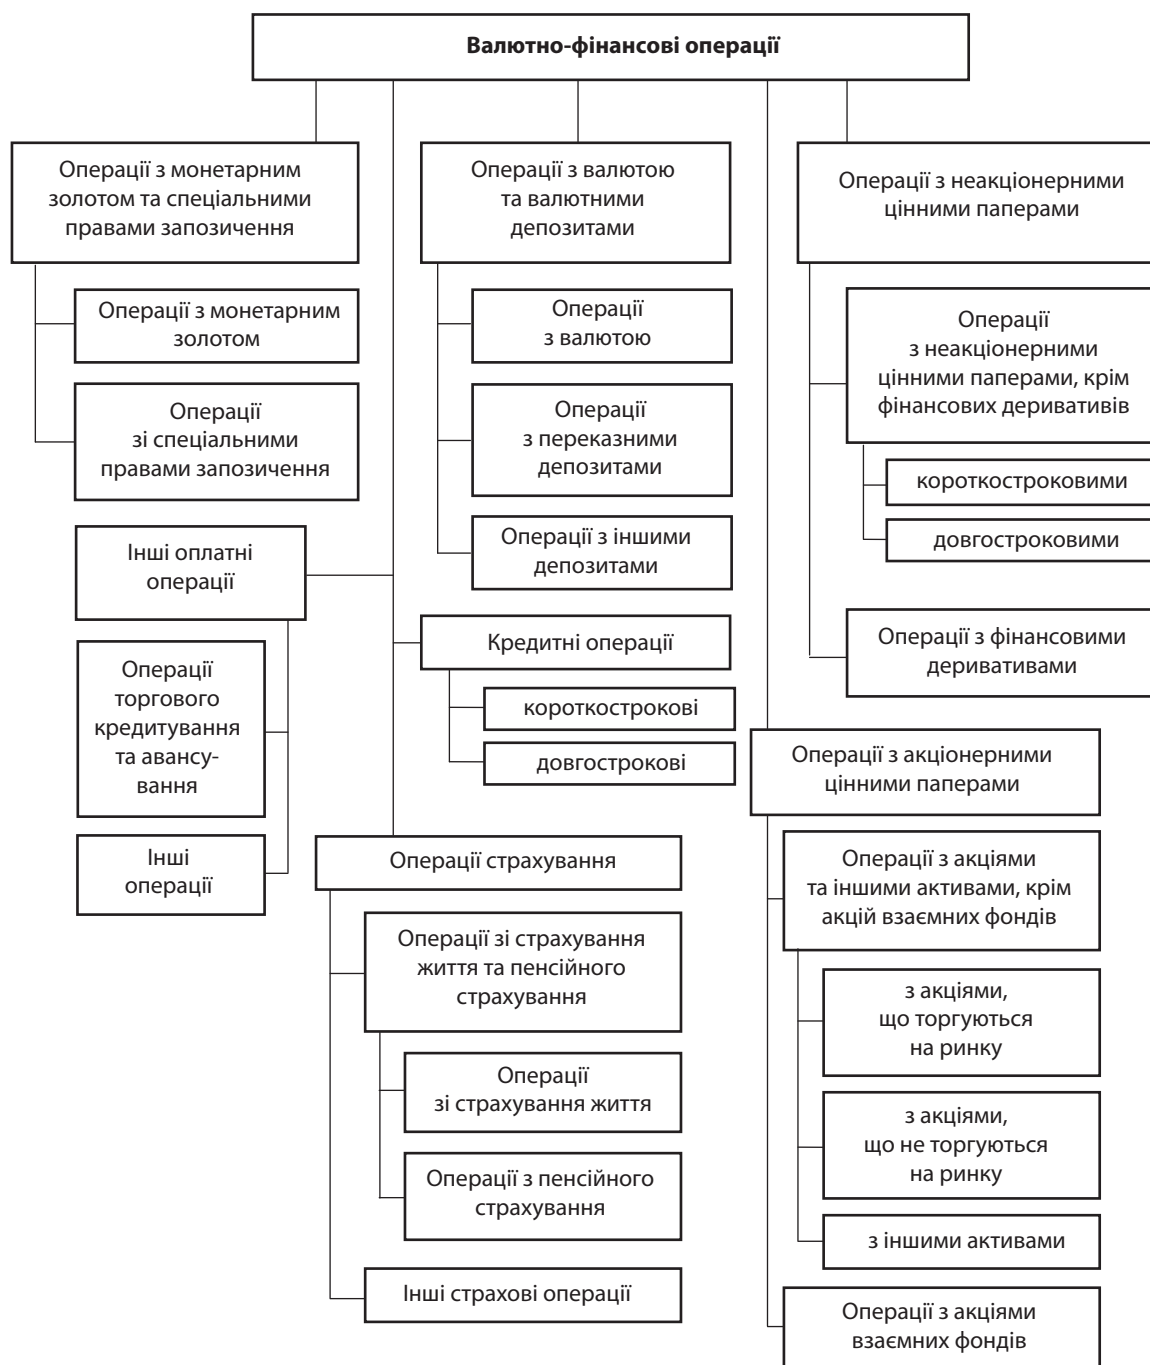 Валютно-фінансові операції
Операції з монетарним
золотом та спеціальними
правами запозичення
Операції з монетарним
золотом
Операції
зі спеціальними
правами запозичення
Інші оплатні
операції
Операції
торгового
кредитування
та авансу-
вання
Інші
операції
Операції з валютою
та валютними
депозитами
Операції
з валютою
Операції
з переказними
депозитами
Операції з іншими
депозитами
Кредитні операції
короткострокові
довгострокові
Операції страхування
Операції зі страхування
життя та пенсійного
страхування
Операції
зі страхування життя
Операції з пенсійного
страхування
Інші страхові операції
Операції з неакціонерними
цінними паперами
Операції
з неакціонерними
цінними паперами, крім
фінансових деривативів
короткостроковими
довгостроковими
Операції з фінансовими
деривативами
Операції з акціонерними
цінними паперами
Операції з акціями
та іншими активами, крім
акцій взаємних фондів
з акціями,
що торгуються
на ринку
з акціями,
що не торгуються
на ринку
з іншими активами
Операції з акціями
взаємних фондів